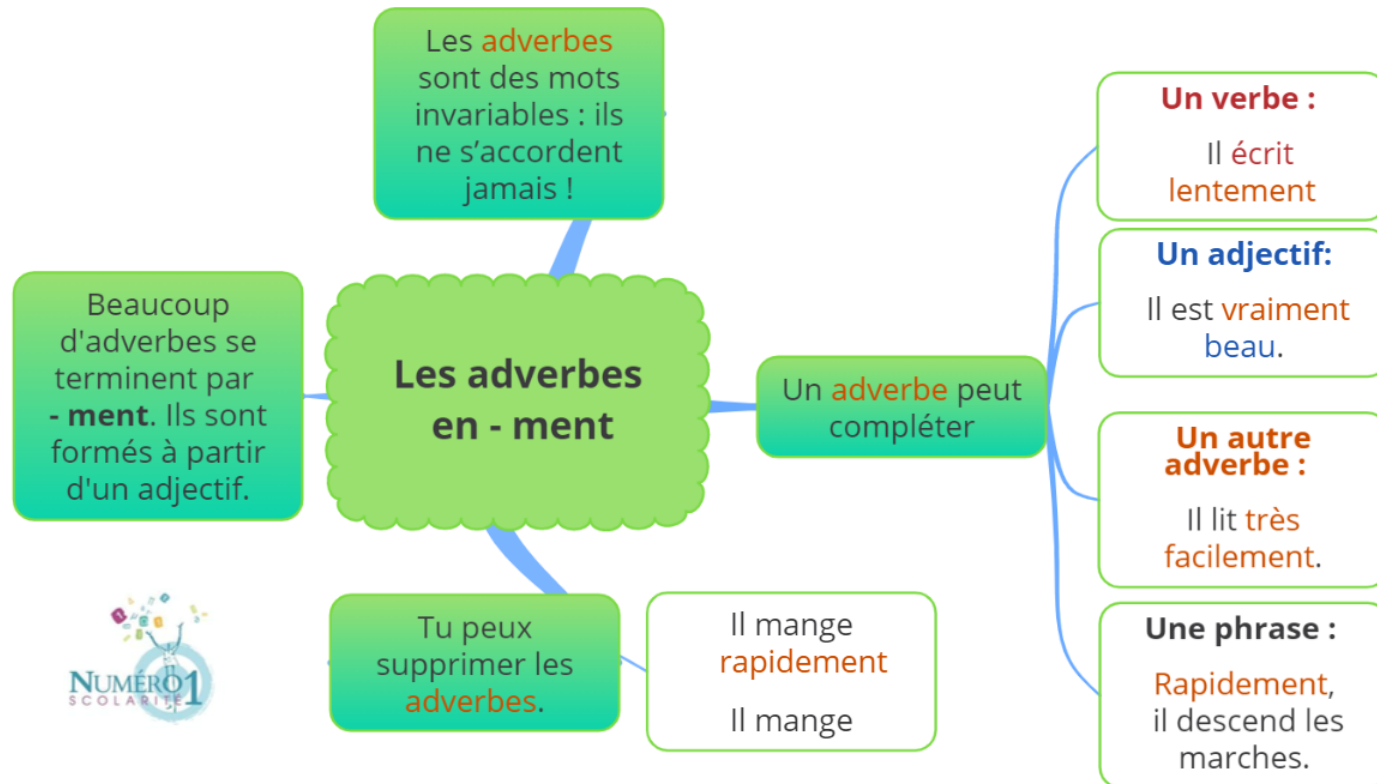 Les adverbes
sont des mots
invariables : ils
ne s’accordent
jamais !
Beaucoup
d'adverbes se
terminent par
- ment. Ils sont
formés à partir
d'un adjectif.
Les adverbes
en - ment
Un adverbe peut
compléter
Un verbe :
Il écrit
lentement
Un adjectif:
Il est vraiment
beau.
Un autre
adverbe :
Il lit très
facilement.
Une phrase :
Rapidement,
il descend les
marches.
Tu peux
supprimer les
adverbes.
Il mange
rapidement
Il mange
NUMÉRO1
SCOLARITÉ